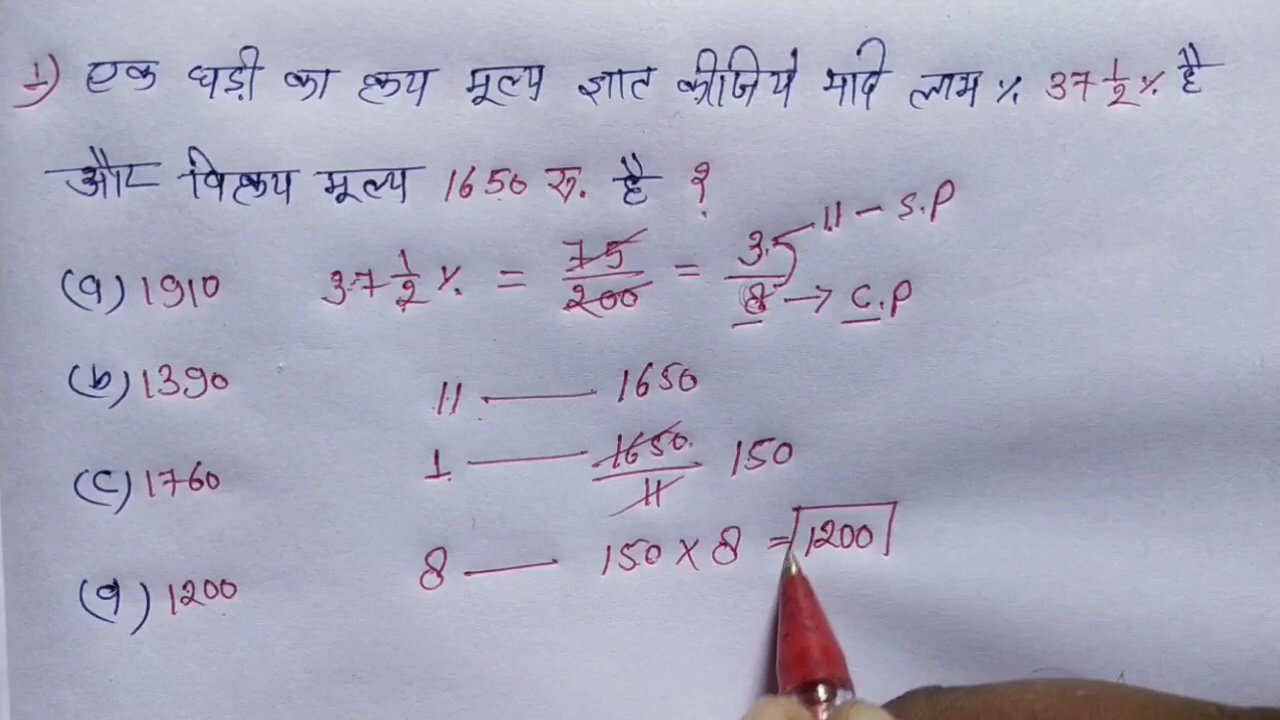 1) एक घड़ी का क्रय मूल्य ज्ञात कीजिये यदि लाभ % 37 1/2 % है
और विक्रय मूल्य 1650 रु. है ?
(a) 1910
37 1/2 % = 75/200 = 3/8 → C.P
11 - S.P
(b) 1390
11 — 1650
(c) 1760
1 — 1650/11 150
8 — 150 × 8 = 1200
(d) 1200